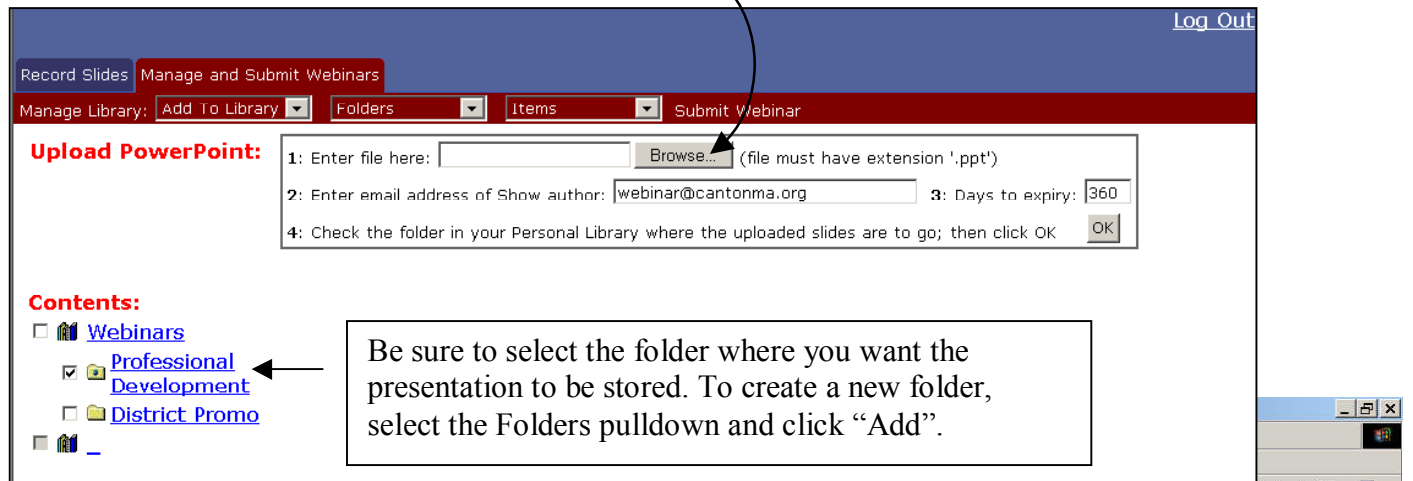 Log Out
Record Slides Manage and Submit Webinars
Manage Library: Add To Library Folders Items Submit Webinar
Upload PowerPoint: 1: Enter file here: Browse... (file must have extension '.ppt')
2: Enter email address of Show author: webinar@cantonma.org 3: Days to expiry: 360
4: Check the folder in your Personal Library where the uploaded slides are to go; then click OK OK
Contents:
Webinars
Professional
Development
District Promo
Be sure to select the folder where you want the
presentation to be stored. To create a new folder,
select the Folders pulldown and click “Add”.